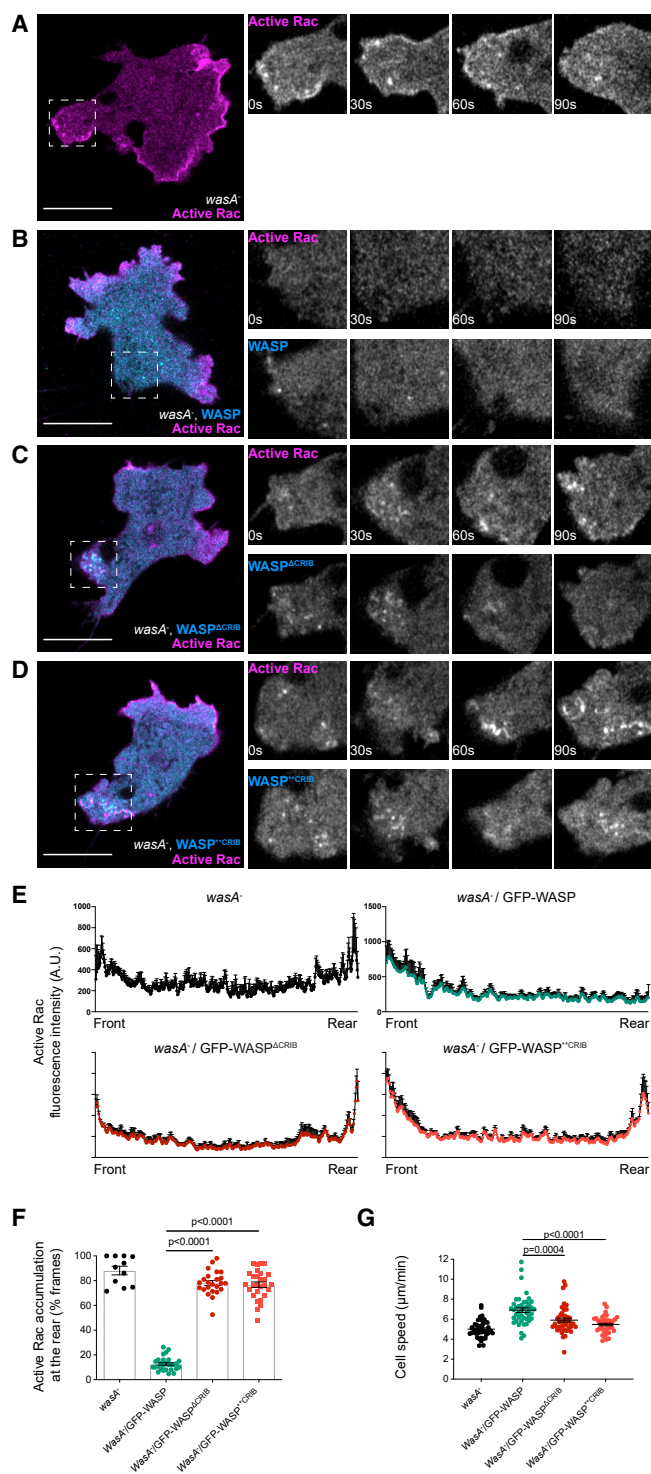 A
Active Rac
0s
30s
60s
90s
wasA-
Active Rac
B
Active Rac
0s
30s
60s
90s
WASP
wasA-, WASP
Active Rac
C
Active Rac
0s
30s
60s
90s
WASPΔCRIB
wasA-, WASPΔCRIB
Active Rac
D
Active Rac
0s
30s
60s
90s
WASP**CRIB
wasA-, WASP**CRIB
Active Rac
E
wasA-
wasA- / GFP-WASP
1000
800
600
400
200
0
1500
1000
500
0
Front
Rear
Front
Rear
Active Rac
fluorescence intensity (A.U.)
wasA- / GFP-WASPΔCRIB
wasA- / GFP-WASP**CRIB
Front
Rear
Front
Rear
F
p<0.0001
p<0.0001
Active Rac accumulation
at the rear (% frames)
100
80
60
40
20
0
wasA-
WasA-/GFP-WASP
WasA-/GFP-WASPΔCRIB
WasA-/GFP-WASP**CRIB
G
p<0.0001
p=0.0004
Cell speed (μm/min)
12
10
8
6
4
2
0
wasA-
WasA-/GFP-WASP
WasA-/GFP-WASPΔCRIB
WasA-/GFP-WASP**CRIB